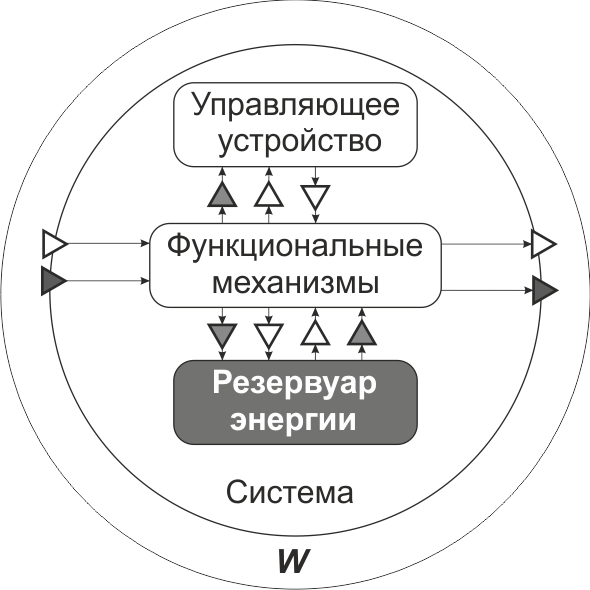 Управляющее
устройство
Функциональные
механизмы
Резервуар
энергии
Система
W